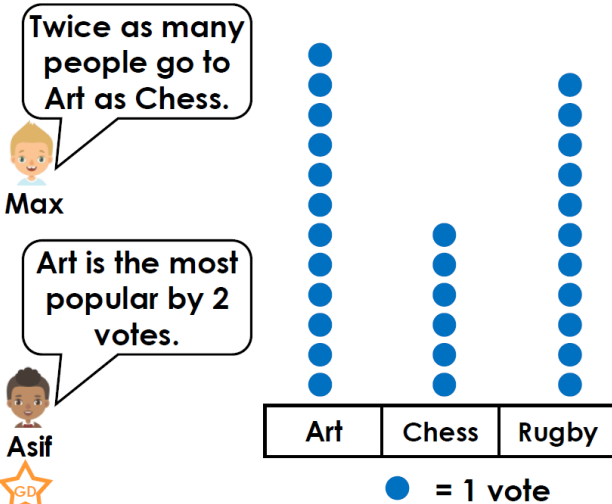 Twice as many
people go to
Art as Chess.
Max
Art is the most
popular by 2
votes.
Asif
GD
Art Chess Rugby
= 1 vote